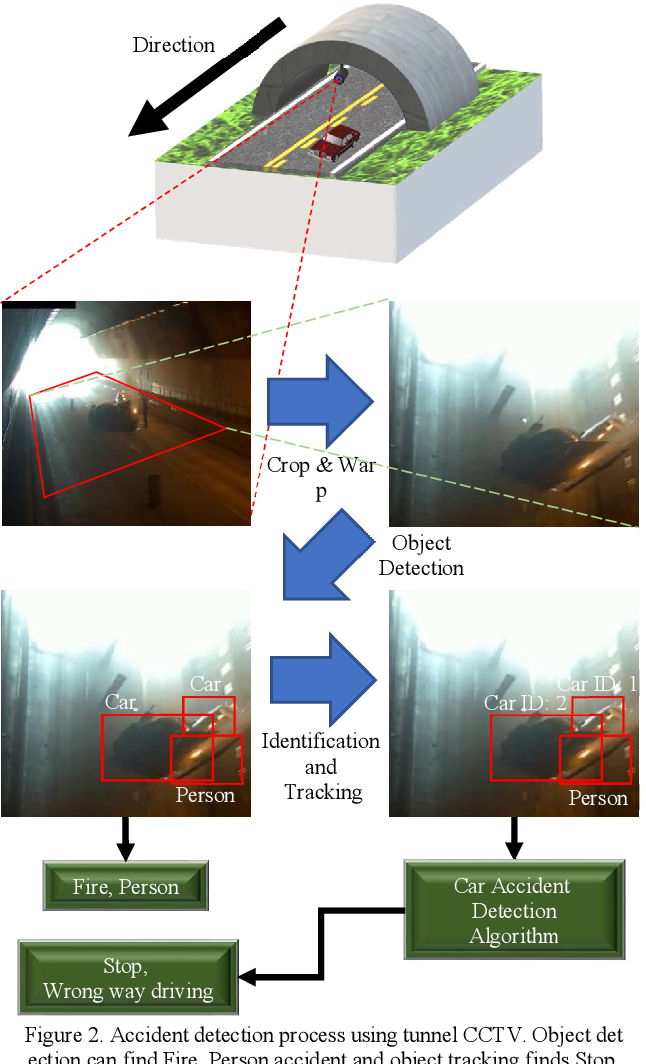 Direction
Crop & War
p
Object
Detection
Car
Car
Person
Identification
and
Tracking
Car ID: 1
Car ID: 2
Person
Fire, Person
Car Accident
Detection
Algorithm
Stop,
Wrong way driving
Figure 2. Accident detection process using tunnel CCTV. Object det
ection can find Fire, Person accident and object tracking finds Stop,